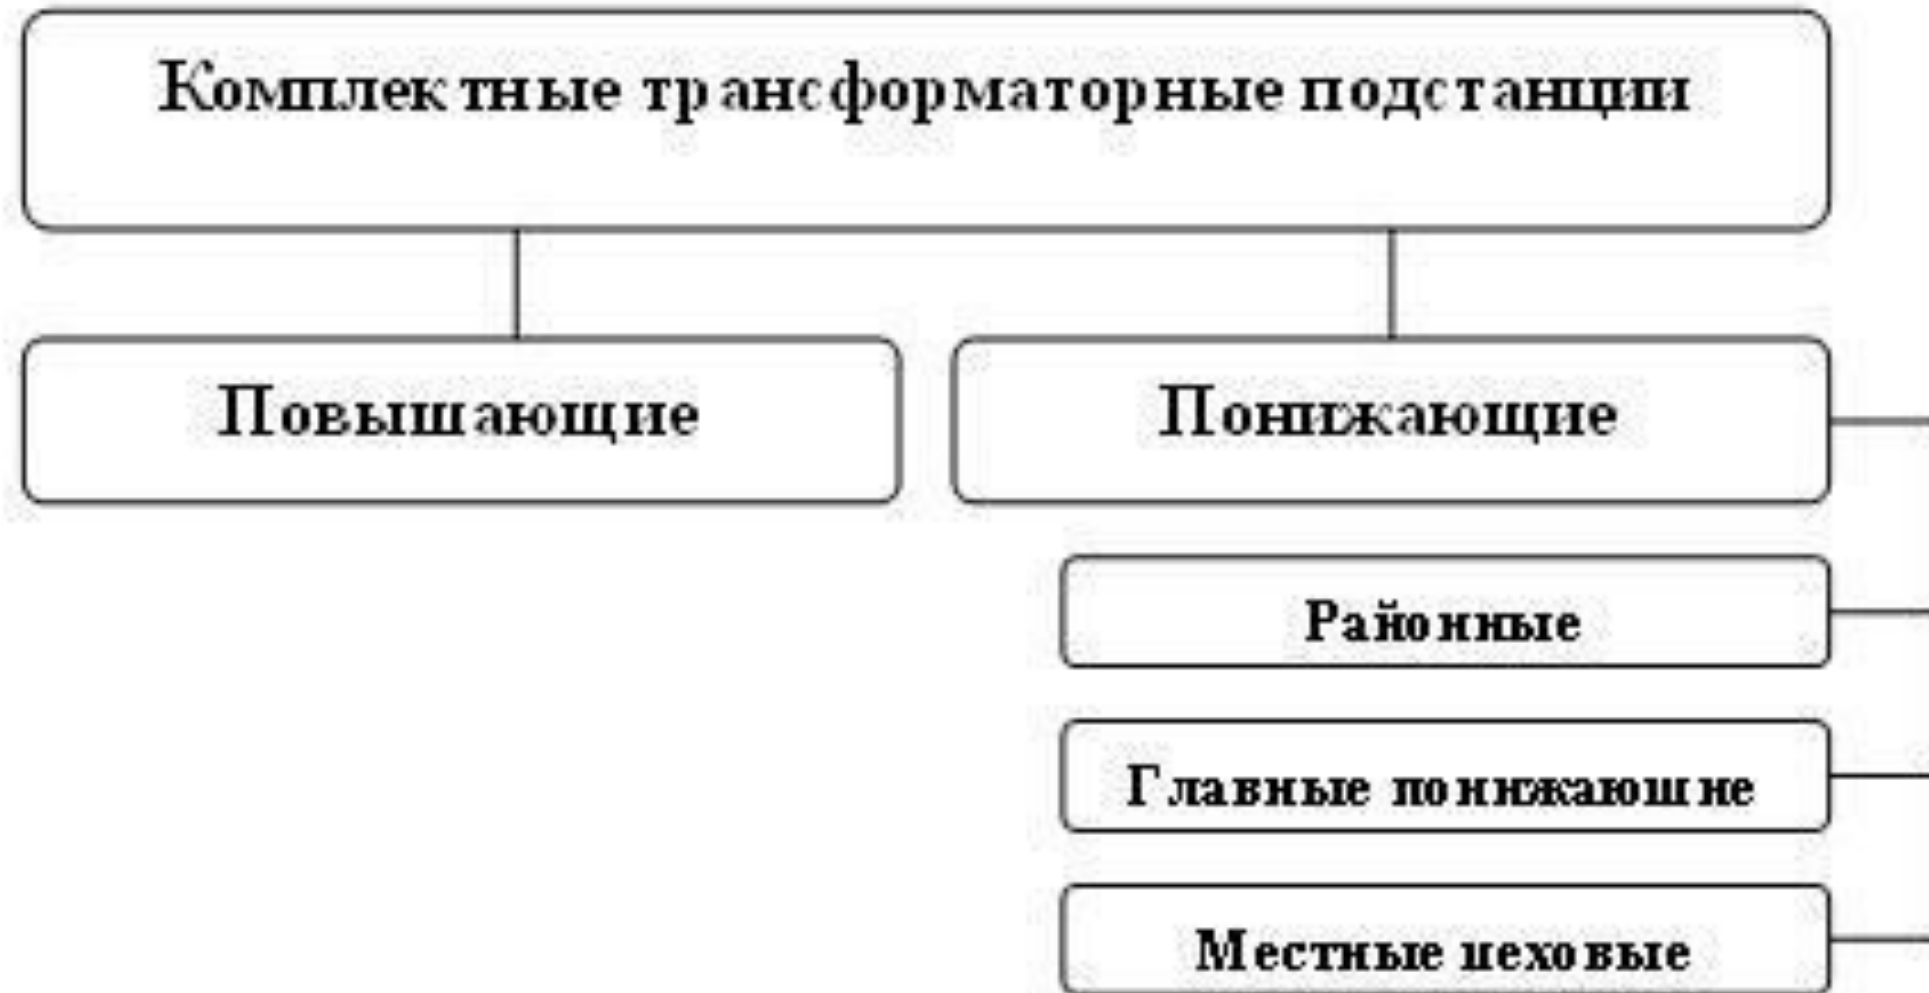 Комплектные трансформаторные подстанции
Повышающие
Понижающие
Районные
Главные понижающие
Местные цеховые